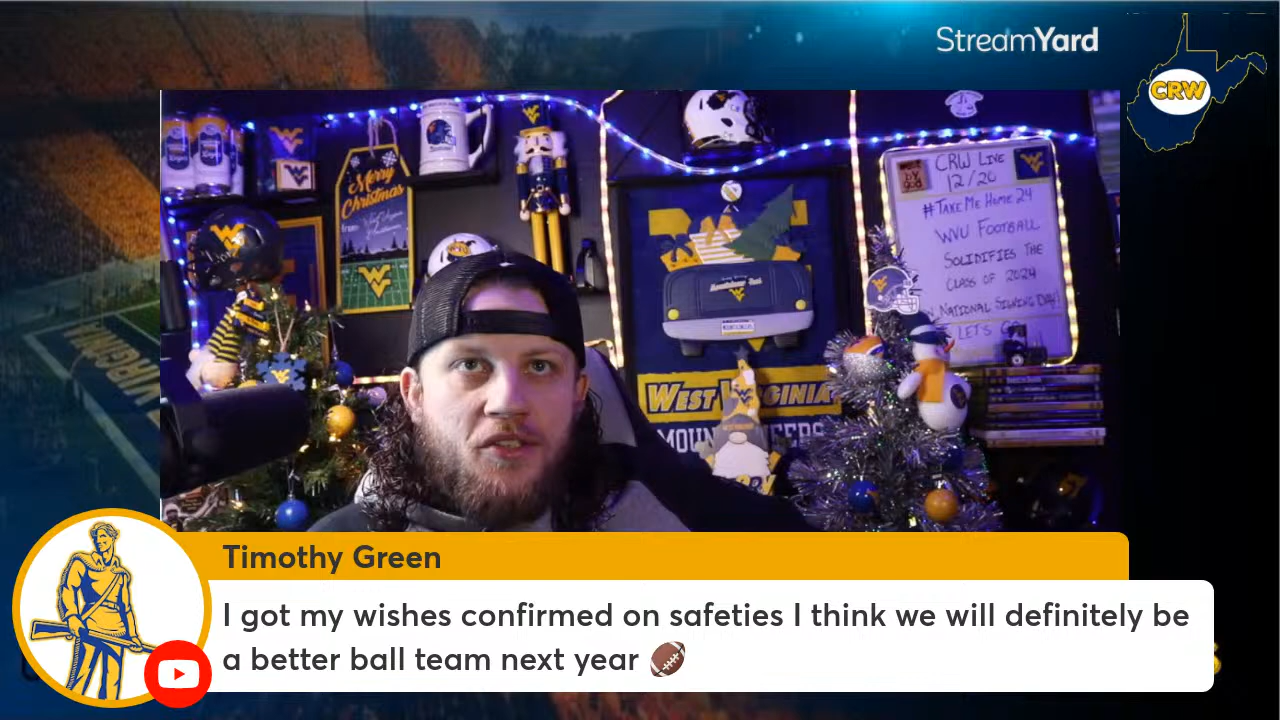 StreamYard
CRW
CRW LIVE
12/20
#TAKE ME HOME 24
WVU FOOTBALL
SOLIDIFIES THE
CLASS OF 2024
NATIONAL SIGNING DAY
LET'S
Merry
Christmas
from:
WEST VIRGINIA
Timothy Green
I got my wishes confirmed on safeties I think we will definitely be
a better ball team next year 🏈